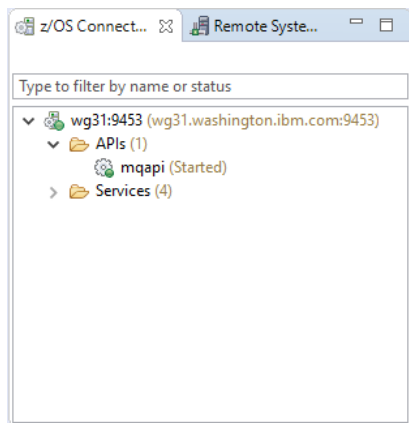 z/OS Connect... Remote Syste...
Type to filter by name or status
wg31:9453 (wg31.washington.ibm.com:9453)
APIs (1)
mqapi (Started)
Services (4)